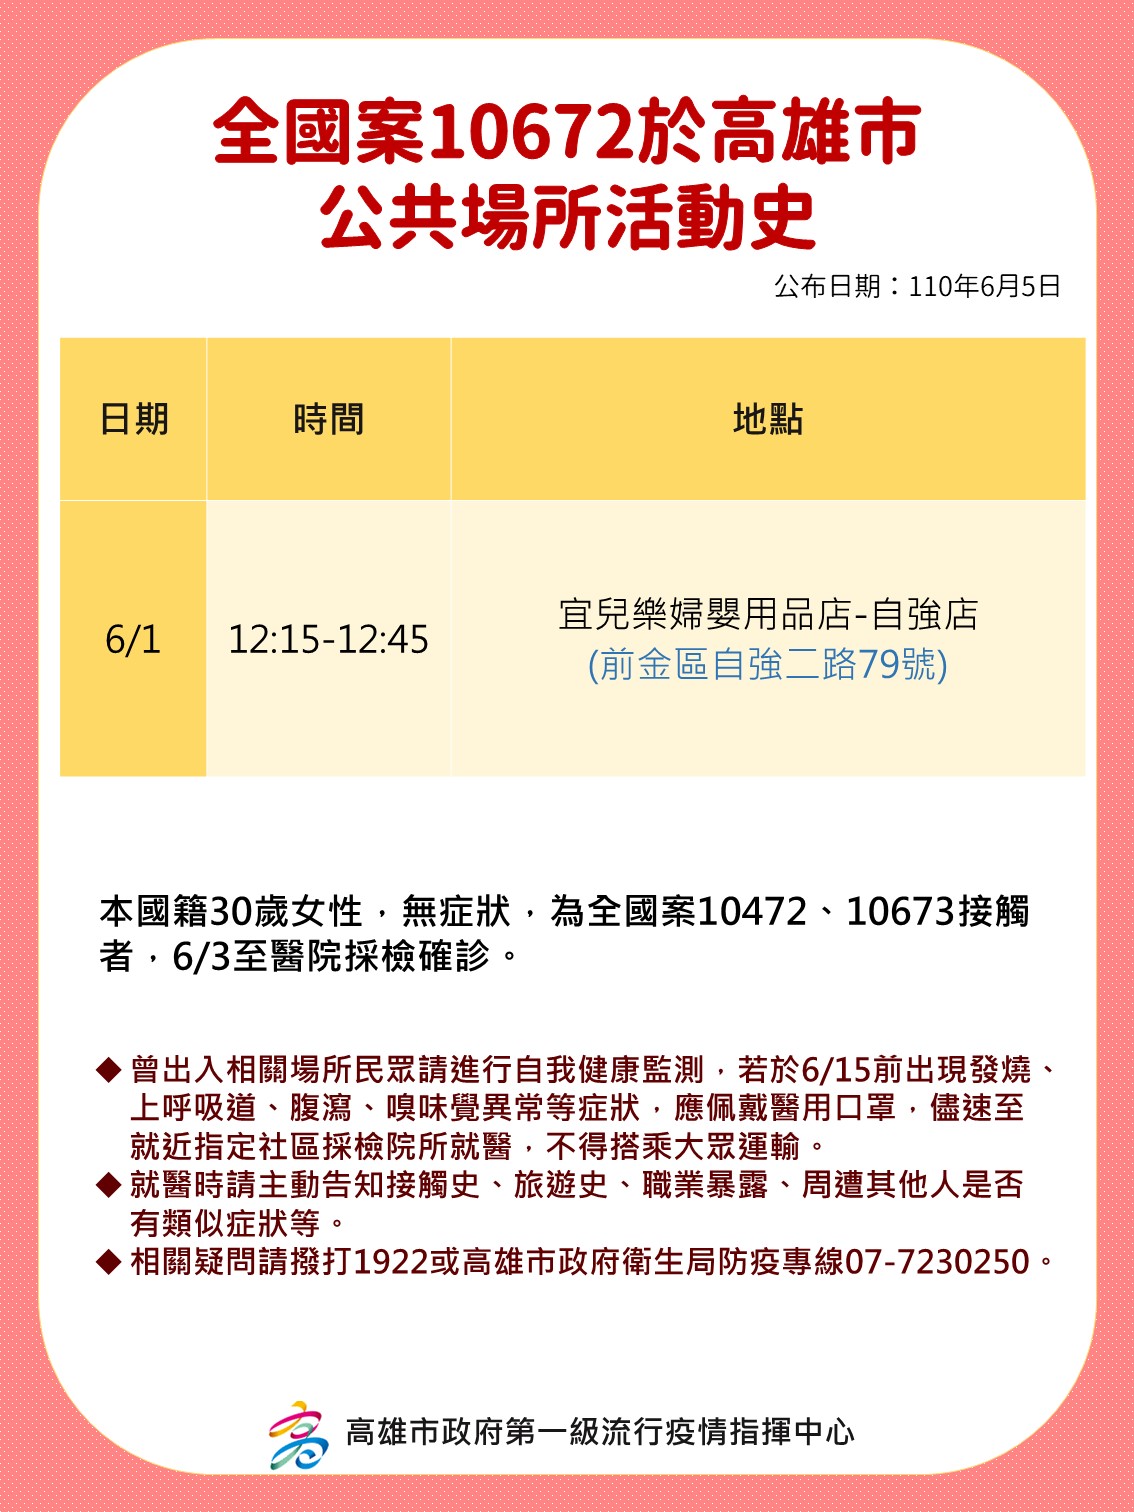 全國案10672於高雄市
公共場所活動史
公布日期：110年6月5日
日期 時間 地點
6/1 12:15-12:45 宜兒樂婦嬰用品店-自強店
(前金區自強二路79號)
本國籍30歲女性，無症狀，為全國案10472、10673接觸
者，6/3至醫院採檢確診。
◆曾出入相關場所民眾請進行自我健康監測，若於6/15前出現發燒、
上呼吸道、腹瀉、嗅味覺異常等症狀，應佩戴醫用口罩，儘速至
就近指定社區採檢院所就醫，不得搭乘大眾運輸。
◆就醫時請主動告知接觸史、旅遊史、職業暴露、周遭其他人是否
有類似症狀等。
◆相關疑問請撥打1922或高雄市政府衛生局防疫專線07-7230250。
高雄市政府第一級流行疫情指揮中心